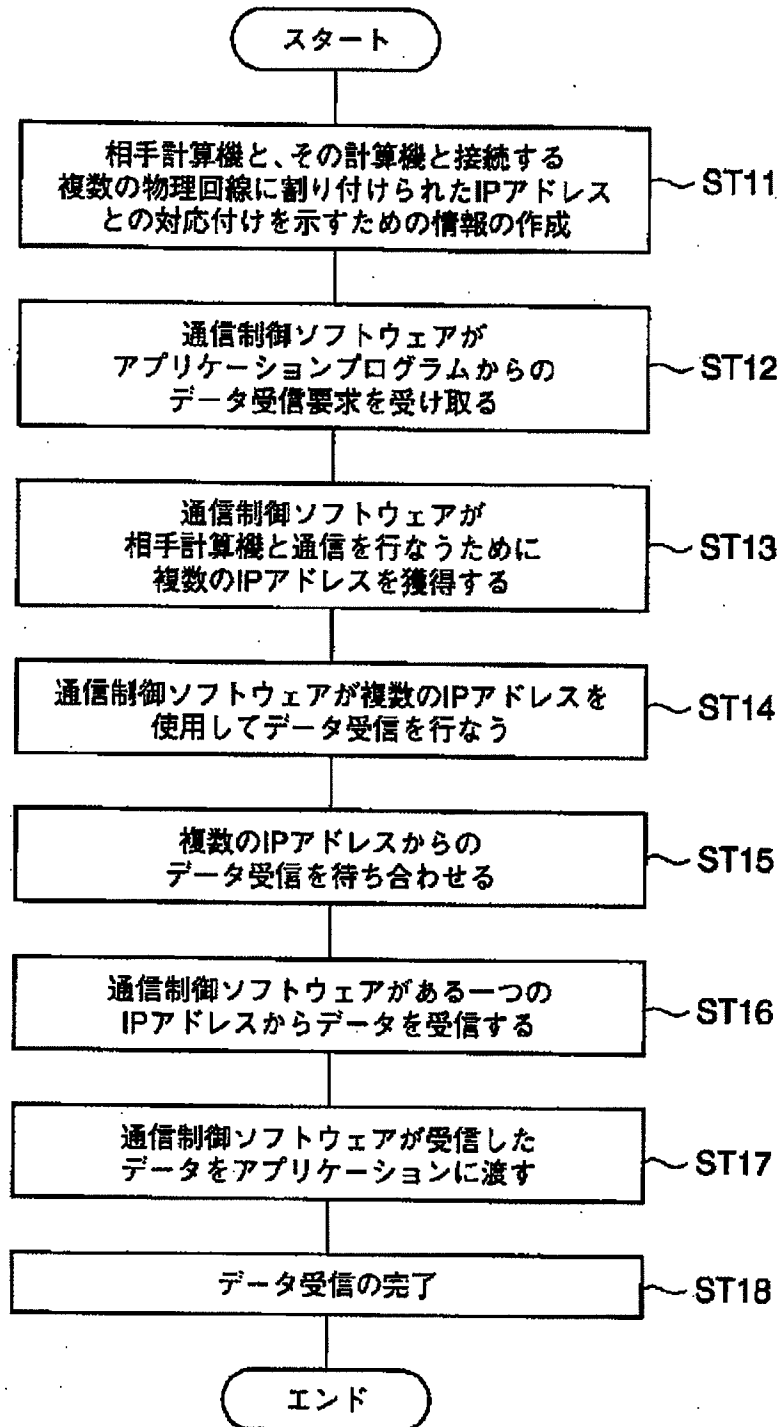 スタート
相手計算機と、その計算機と接続する
複数の物理回線に割り付けられたIPアドレス
との対応付けを示すための情報の作成
ST11
通信制御ソフトウェアが
アプリケーションプログラムからの
データ受信要求を受け取る
ST12
通信制御ソフトウェアが
相手計算機と通信を行なうために
複数のIPアドレスを獲得する
ST13
通信制御ソフトウェアが複数のIPアドレスを
使用してデータ受信を行なう
ST14
複数のIPアドレスからの
データ受信を待ち合わせる
ST15
通信制御ソフトウェアがある一つの
IPアドレスからデータを受信する
ST16
通信制御ソフトウェアが受信した
データをアプリケーションに渡す
ST17
データ受信の完了
ST18
エンド